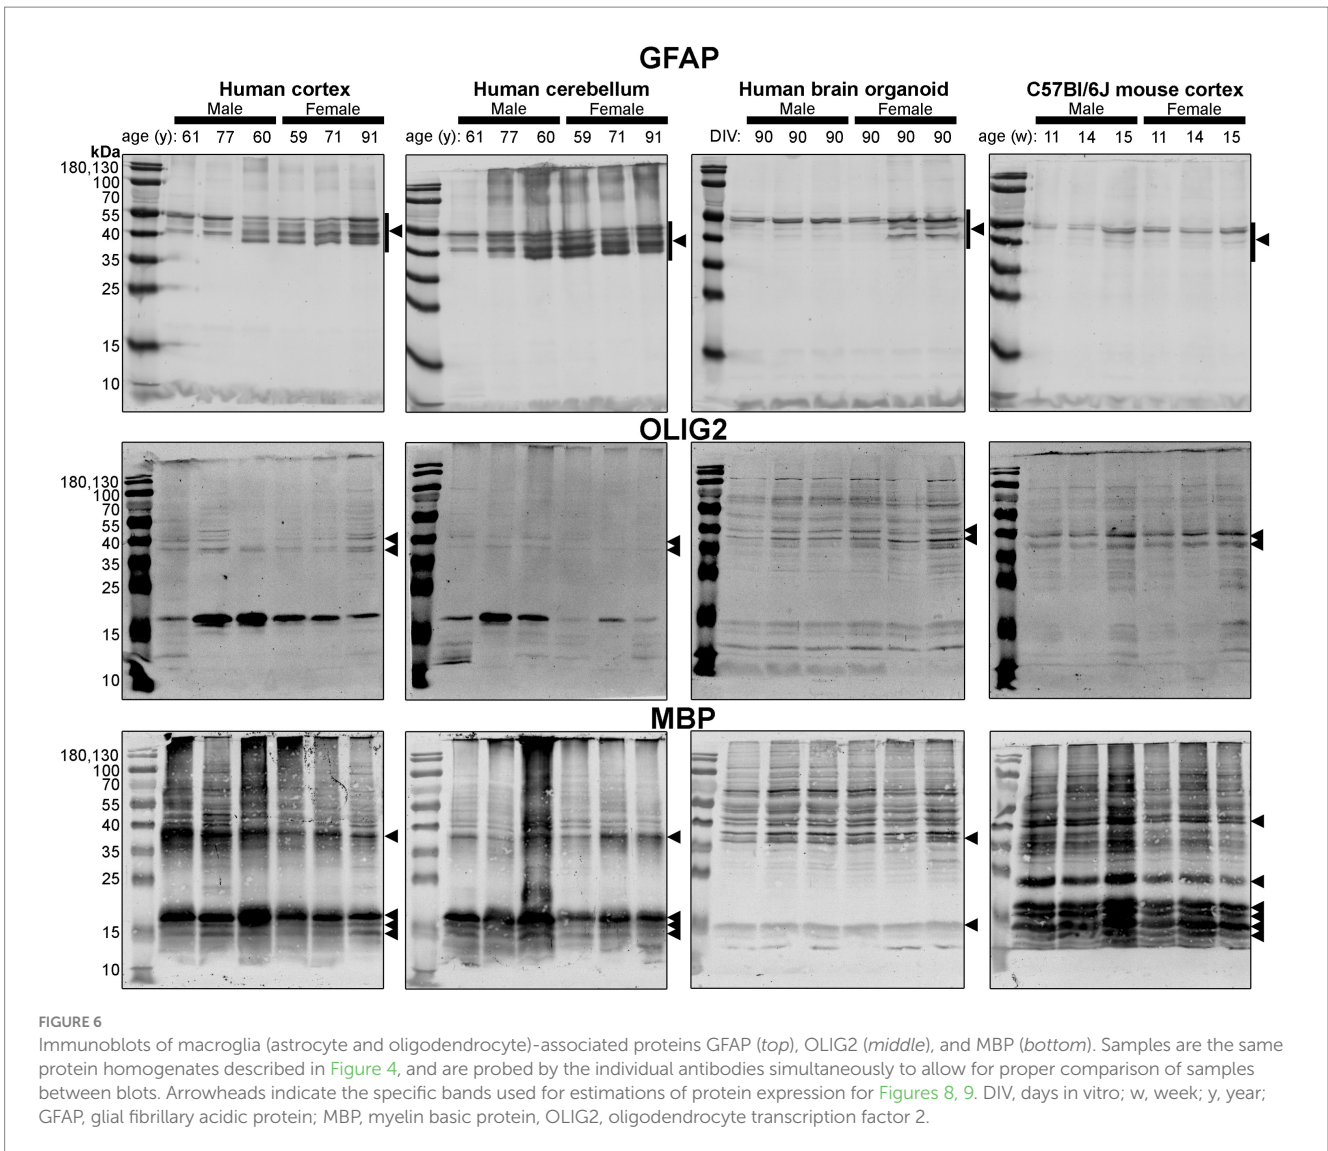 GFAP
Human cortex Human cerebellum Human brain organoid C57Bl/6J mouse cortex
Male Female Male Female Male Female Male Female
age (y): 61 77 60 59 71 91 age (y): 61 77 60 59 71 91 DIV: 90 90 90 90 90 90 age (w): 11 14 15 11 14 15
kDa
180,130
100
70
55
40
35
25
15
10
OLIG2
180,130
100
70
55
40
35
25
15
10
MBP
180,130
100
70
55
40
35
25
15
10
FIGURE 6
Immunoblots of macroglia (astrocyte and oligodendrocyte)-associated proteins GFAP (top), OLIG2 (middle), and MBP (bottom). Samples are the same
protein homogenates described in Figure 4, and are probed by the individual antibodies simultaneously to allow for proper comparison of samples
between blots. Arrowheads indicate the specific bands used for estimations of protein expression for Figures 8, 9. DIV, days in vitro; w, week; y, year;
GFAP, glial fibrillary acidic protein; MBP, myelin basic protein, OLIG2, oligodendrocyte transcription factor 2.